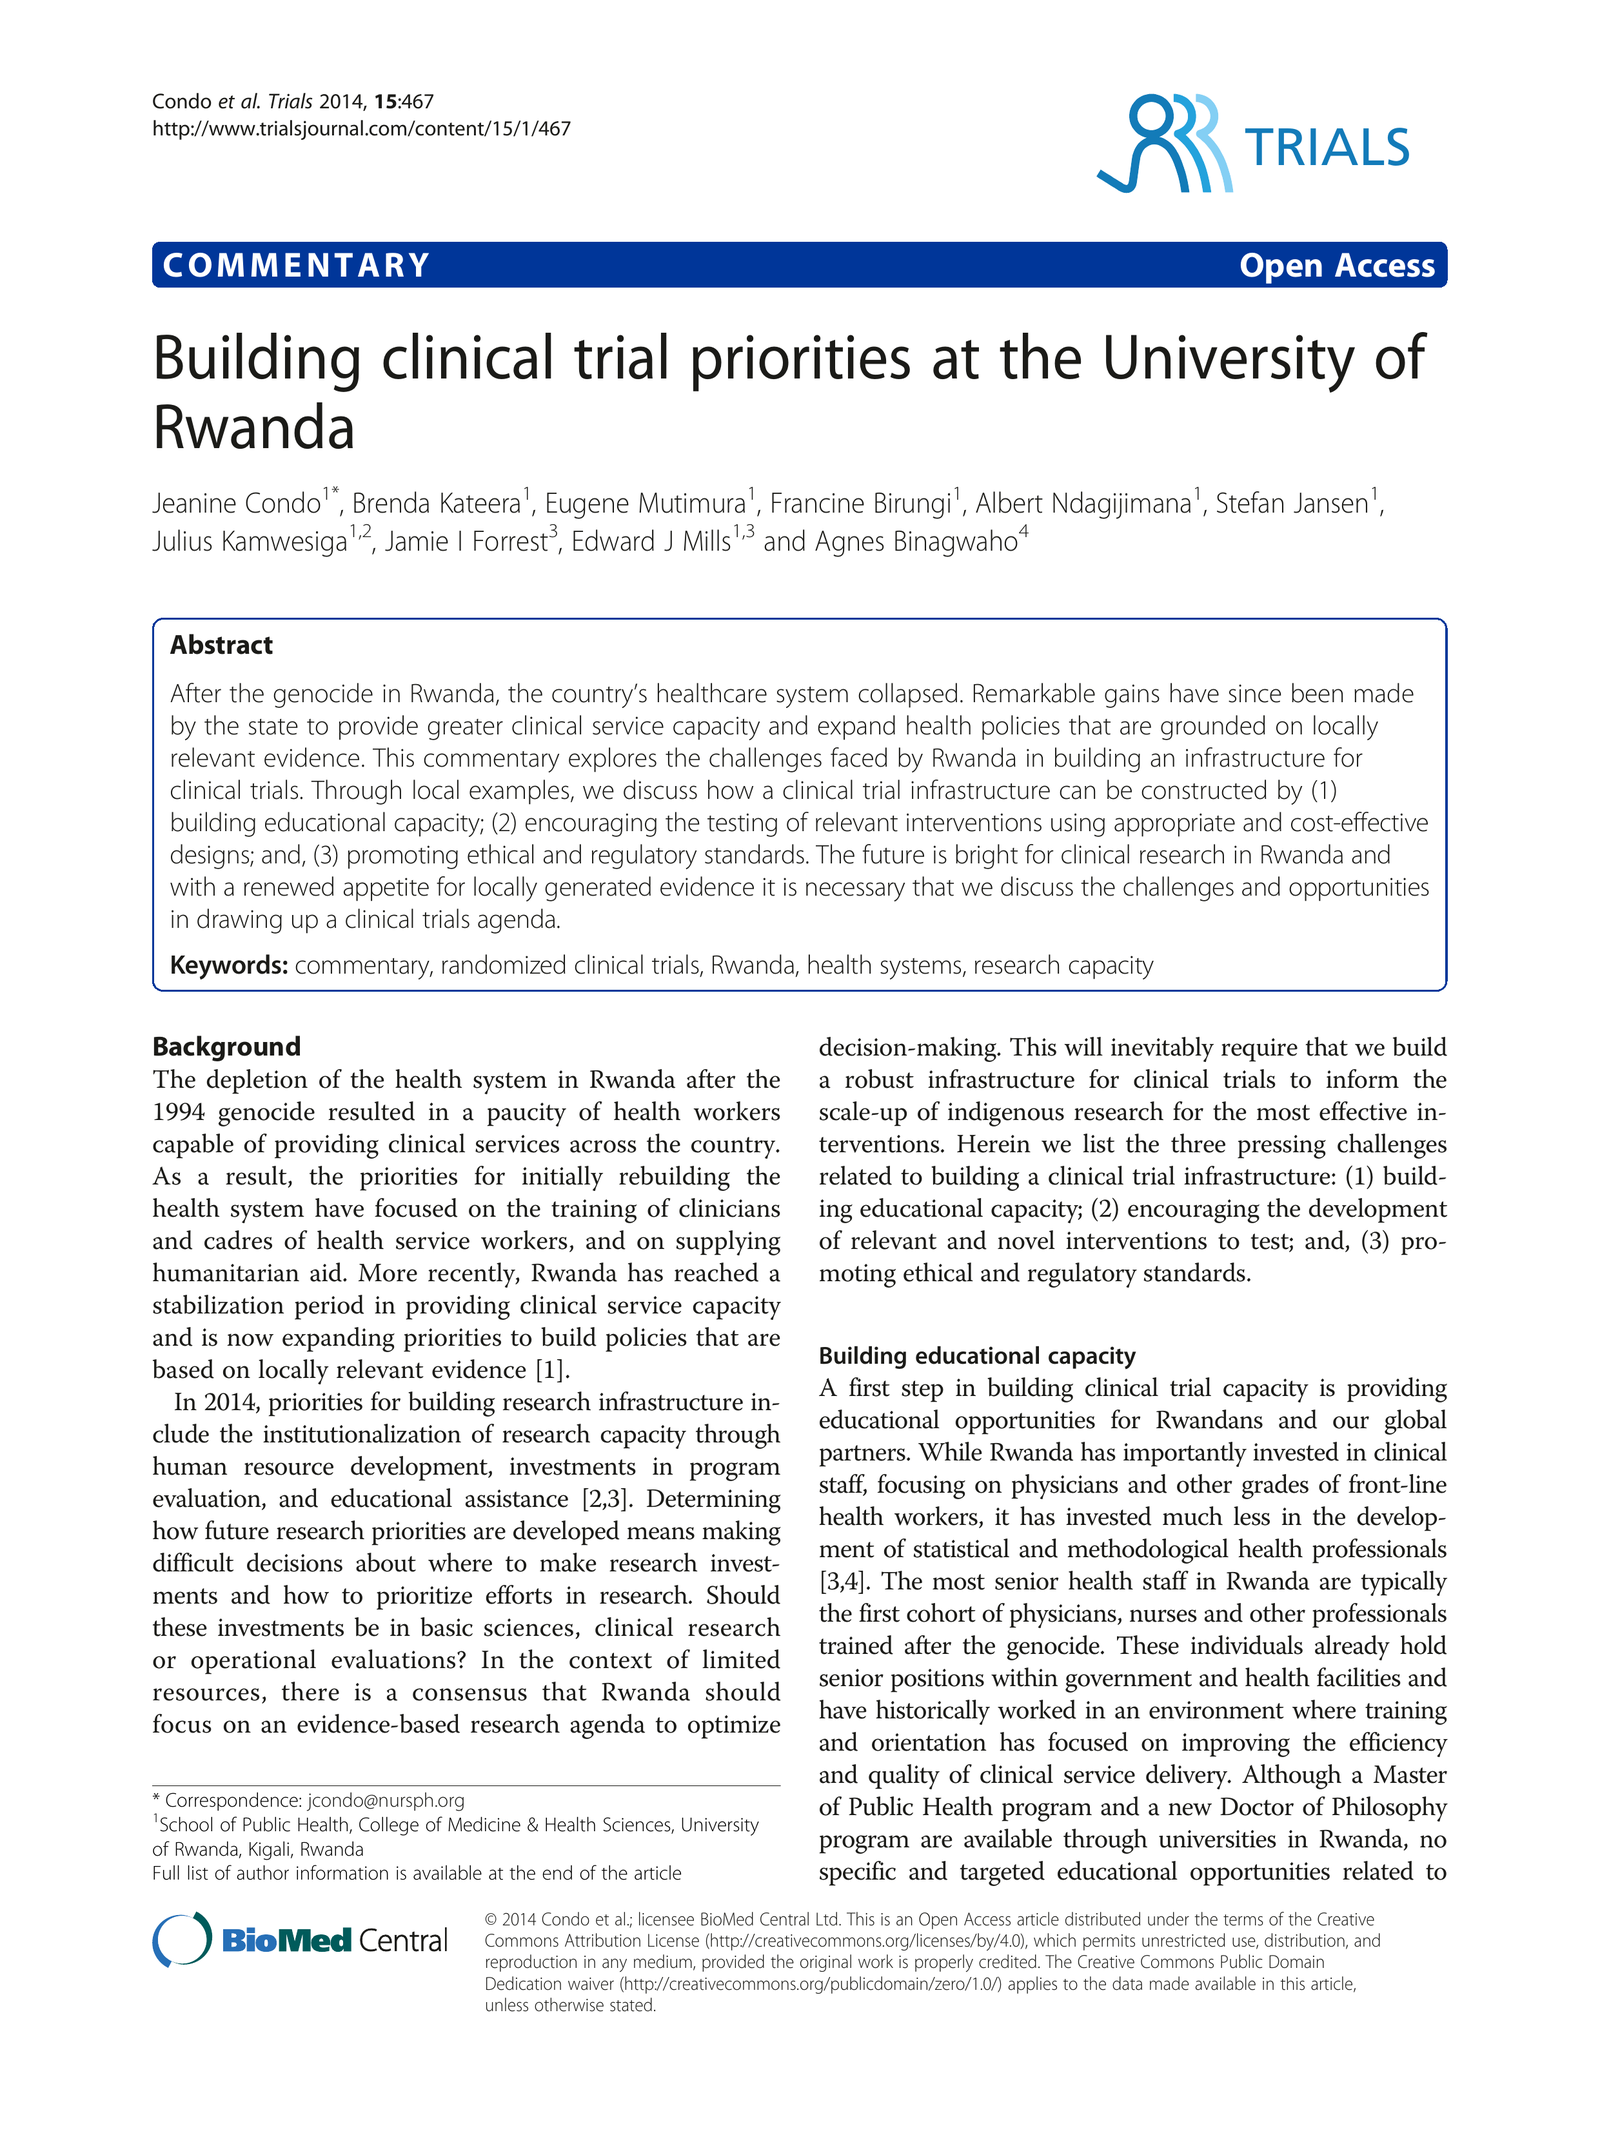 Condo et al. Trials 2014, 15:467
http://www.trialsjournal.com/content/15/1/467
TRIALS
COMMENTARY Open Access
Building clinical trial priorities at the University of
Rwanda
Jeanine Condo1*, Brenda Kateera1, Eugene Mutimura1, Francine Birungi1, Albert Ndagijimana1, Stefan Jansen1,
Julius Kamwesiga1,2, Jamie I Forrest3, Edward J Mills1,3 and Agnes Binagwaho4
Abstract
After the genocide in Rwanda, the country's healthcare system collapsed. Remarkable gains have since been made
by the state to provide greater clinical service capacity and expand health policies that are grounded on locally
relevant evidence. This commentary explores the challenges faced by Rwanda in building an infrastructure for
clinical trials. Through local examples, we discuss how a clinical trial infrastructure can be constructed by (1)
building educational capacity; (2) encouraging the testing of relevant interventions using appropriate and cost-effective
designs; and, (3) promoting ethical and regulatory standards. The future is bright for clinical research in Rwanda and
with a renewed appetite for locally generated evidence it is necessary that we discuss the challenges and opportunities
in drawing up a clinical trials agenda.
Keywords: commentary, randomized clinical trials, Rwanda, health systems, research capacity
Background
The depletion of the health system in Rwanda after the
1994 genocide resulted in a paucity of health workers
capable of providing clinical services across the country.
As a result, the priorities for initially rebuilding the
health system have focused on the training of clinicians
and cadres of health service workers, and on supplying
humanitarian aid. More recently, Rwanda has reached a
stabilization period in providing clinical service capacity
and is now expanding priorities to build policies that are
based on locally relevant evidence [1].
In 2014, priorities for building research infrastructure in-
clude the institutionalization of research capacity through
human resource development, investments in program
evaluation, and educational assistance [2,3]. Determining
how future research priorities are developed means making
difficult decisions about where to make research invest-
ments and how to prioritize efforts in research. Should
these investments be in basic sciences, clinical research
or operational evaluations? In the context of limited
resources, there is a consensus that Rwanda should
focus on an evidence-based research agenda to optimize
decision-making. This will inevitably require that we build
a robust infrastructure for clinical trials to inform the
scale-up of indigenous research for the most effective in-
terventions. Herein we list the three pressing challenges
related to building a clinical trial infrastructure: (1) build-
ing educational capacity; (2) encouraging the development
of relevant and novel interventions to test; and, (3) pro-
moting ethical and regulatory standards.
Building educational capacity
A first step in building clinical trial capacity is providing
educational opportunities for Rwandans and our global
partners. While Rwanda has importantly invested in clinical
staff, focusing on physicians and other grades of front-line
health workers, it has invested much less in the develop-
ment of statistical and methodological health professionals
[3,4]. The most senior health staff in Rwanda are typically
the first cohort of physicians, nurses and other professionals
trained after the genocide. These individuals already hold
senior positions within government and health facilities and
have historically worked in an environment where training
and orientation has focused on improving the efficiency
and quality of clinical service delivery. Although a Master
of Public Health program and a new Doctor of Philosophy
program are available through universities in Rwanda, no
specific and targeted educational opportunities related to
* Correspondence: jcondo@nursph.org
1School of Public Health, College of Medicine & Health Sciences, University
of Rwanda, Kigali, Rwanda
Full list of author information is available at the end of the article
BioMed Central
© 2014 Condo et al.; licensee BioMed Central Ltd. This is an Open Access article distributed under the terms of the Creative
Commons Attribution License (http://creativecommons.org/licenses/by/4.0), which permits unrestricted use, distribution, and
reproduction in any medium, provided the original work is properly credited. The Creative Commons Public Domain
Dedication waiver (http://creativecommons.org/publicdomain/zero/1.0/) applies to the data made available in this article,
unless otherwise stated.